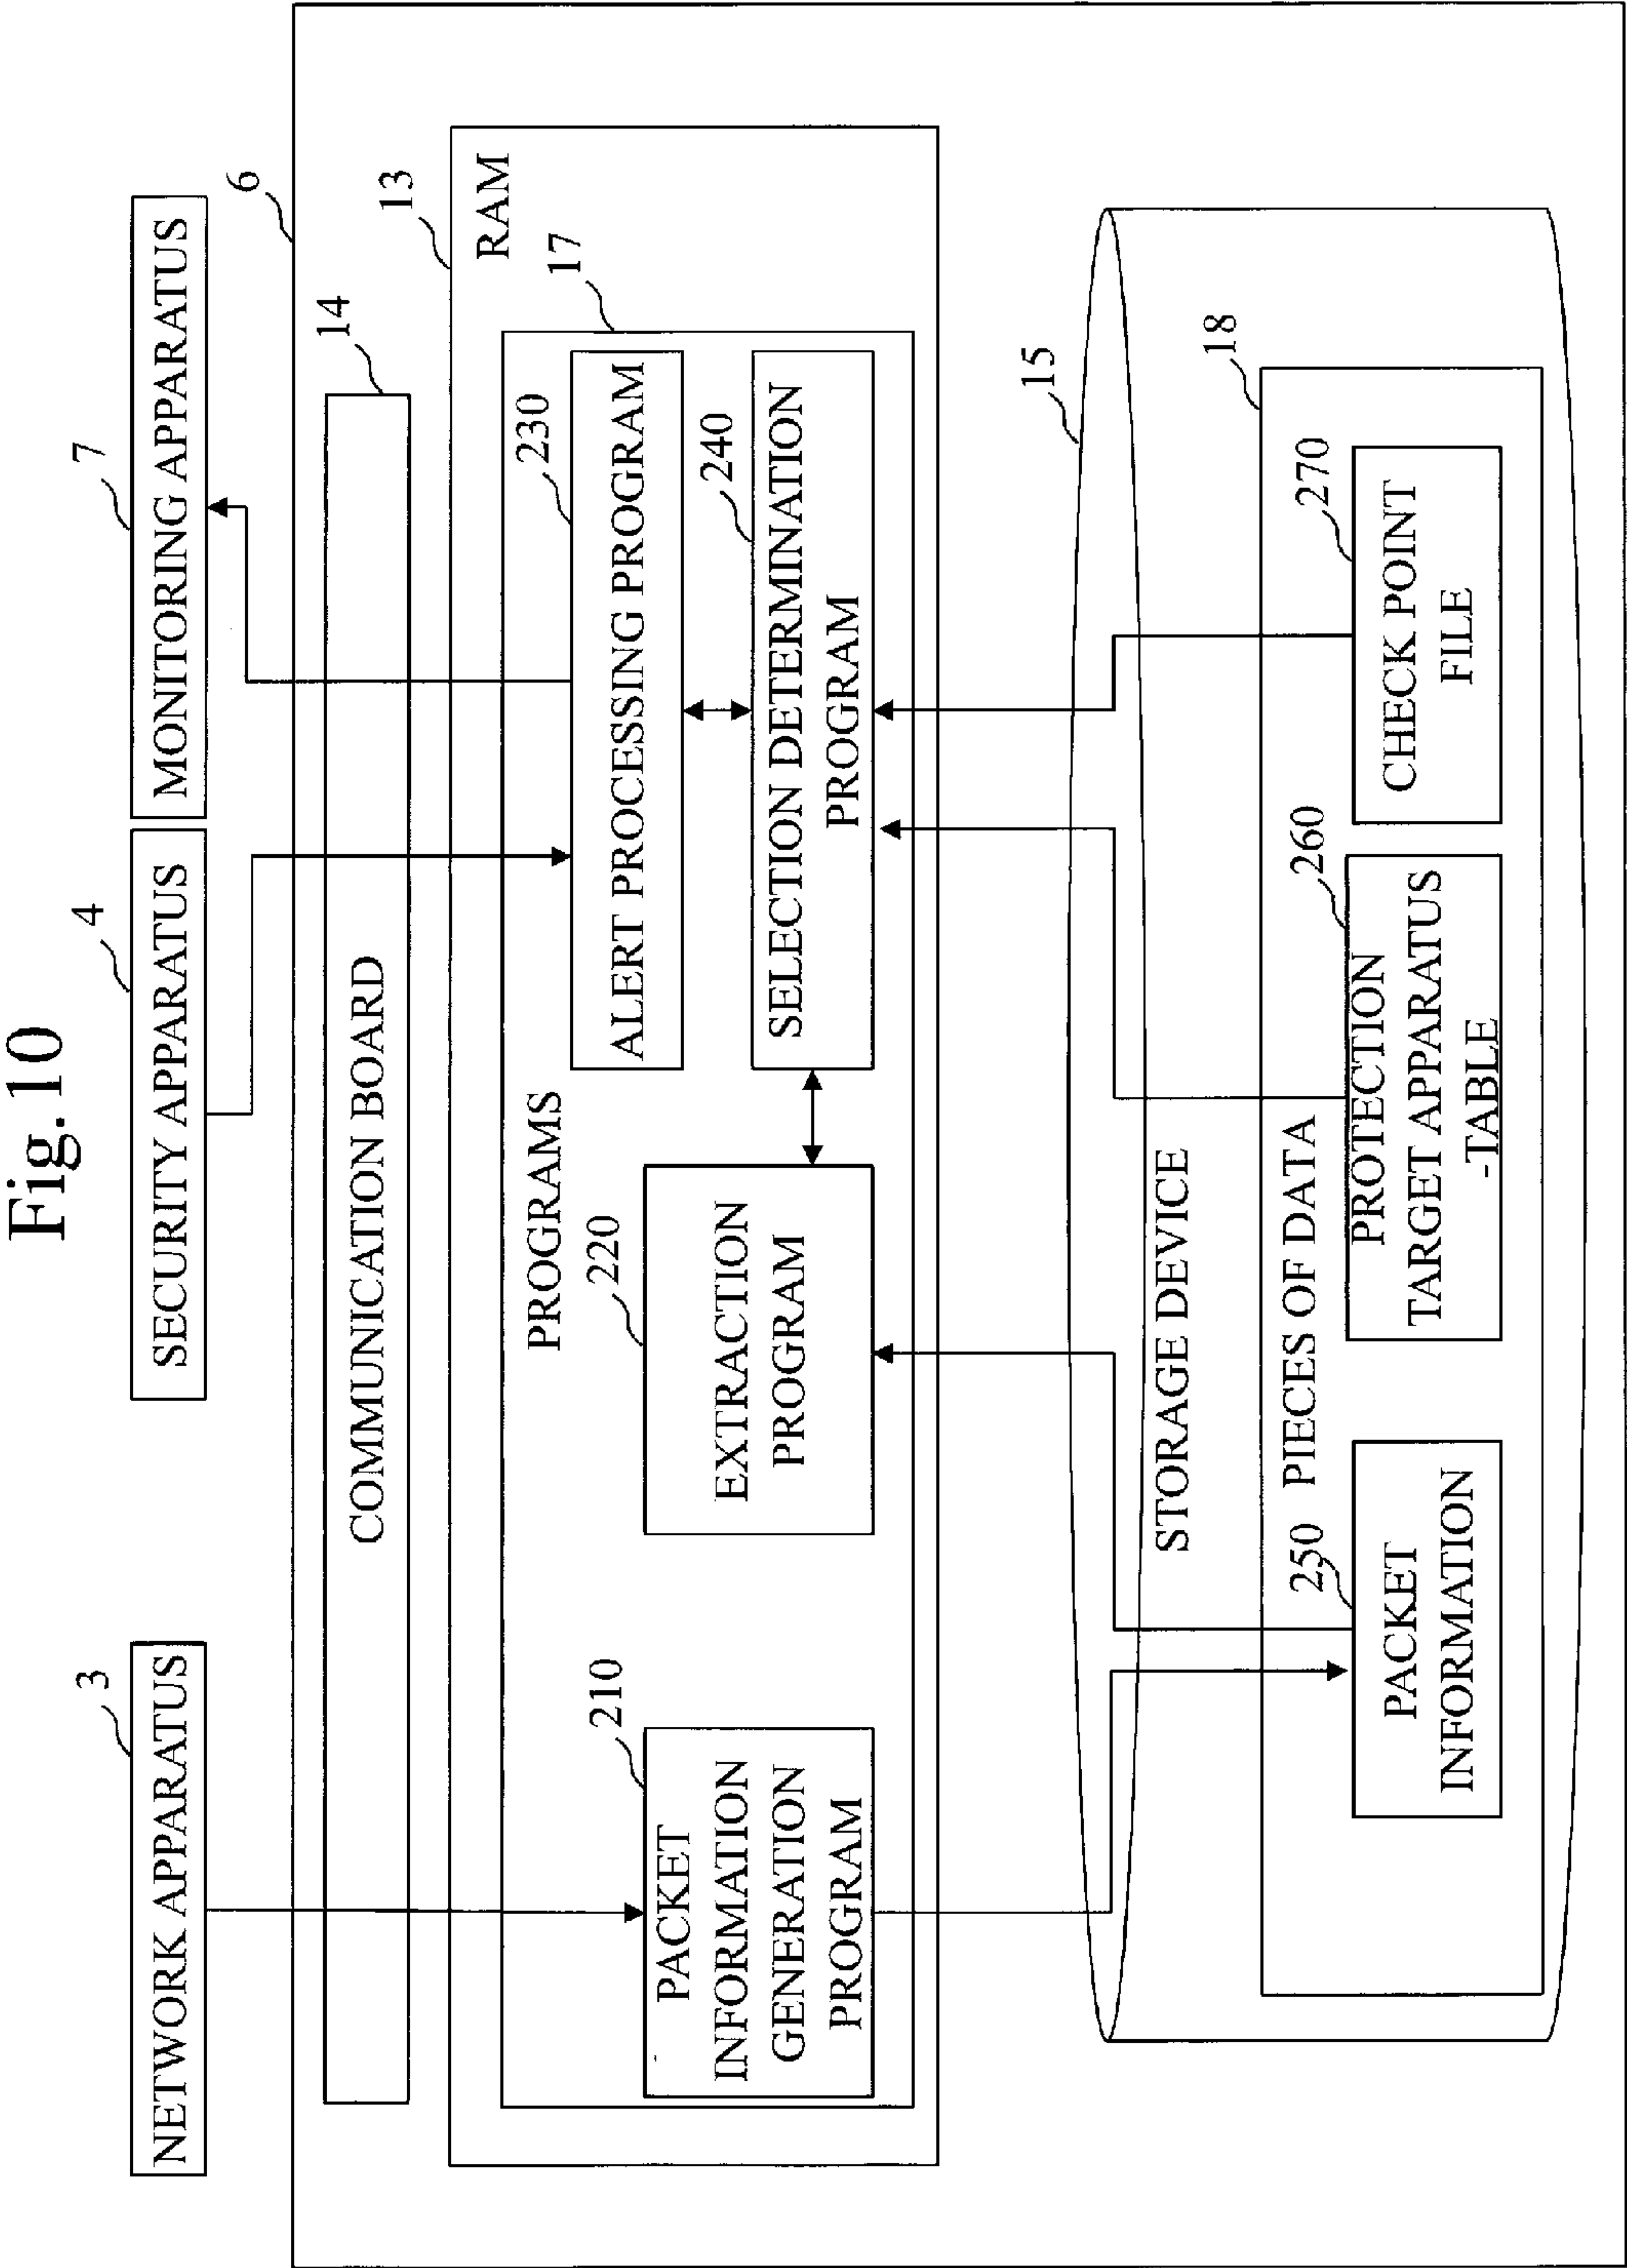 Fig.10
3
4
7
NETWORK APPARATUS
SECURITY APPARATUS
MONITORING APPARATUS
6
14
COMMUNICATION BOARD
13
RAM
17
PROGRAMS
210
PACKET
INFORMATION
GENERATION
PROGRAM
220
EXTRACTION
PROGRAM
230
ALERT PROCESSING PROGRAM
240
SELECTION DETERMINATION
PROGRAM
15
STORAGE DEVICE
18
PIECES OF DATA
250
PACKET
INFORMATION
260
PROTECTION
TARGET APPARATUS
-TABLE
270
CHECK POINT
FILE